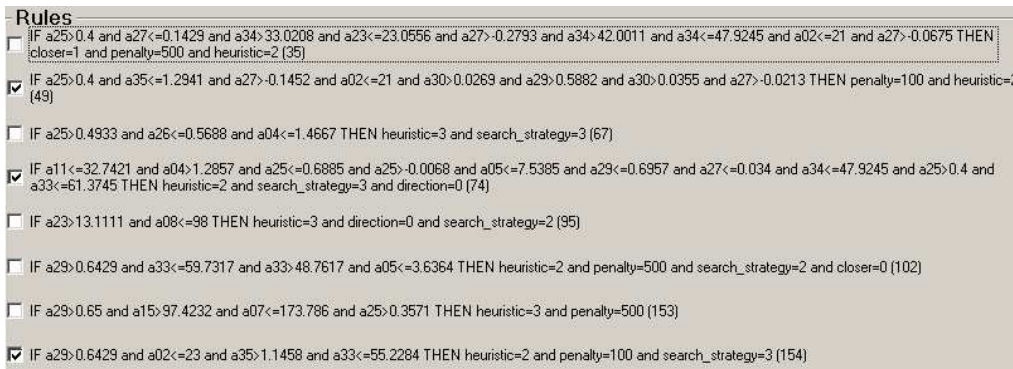 Rules
IF a25>0.4 and a27<=0.1429 and a34>33.0208 and a23<=23.0556 and a27>-0.2793 and a34>42.0011 and a34<=47.9245 and a02<=21 and a27>-0.0675 THEN
closer=1 and penalty=500 and heuristic=2 (35)
IF a25>0.4 and a35<=1.2941 and a27>-0.1452 and a02<=21 and a30>0.0269 and a29>0.5882 and a30>0.0355 and a27>-0.0213 THEN penalty=100 and heuristic=2
(49)
IF a25>0.4933 and a26<=0.5688 and a04<=1.4667 THEN heuristic=3 and search_strategy=3 (67)
IF a11<=32.7421 and a04>1.2857 and a25<=0.6885 and a25>-0.0068 and a05<=7.5385 and a29<=0.6957 and a27<=0.034 and a34<=47.9245 and a25>0.4 and
a33<=61.3745 THEN heuristic=2 and search_strategy=3 and direction=0 (74)
IF a23>13.1111 and a08<=98 THEN heuristic=3 and direction=0 and search_strategy=2 (95)
IF a29>0.6429 and a33<=59.7317 and a33>48.7617 and a05<=3.6364 THEN heuristic=2 and penalty=500 and search_strategy=2 and closer=0 (102)
IF a29>0.65 and a15>97.4232 and a07<=173.786 and a25>0.3571 THEN heuristic=3 and penalty=500 (153)
IF a29>0.6429 and a02<=23 and a35>1.1458 and a33<=55.2284 THEN heuristic=2 and penalty=100 and search_strategy=3 (154)